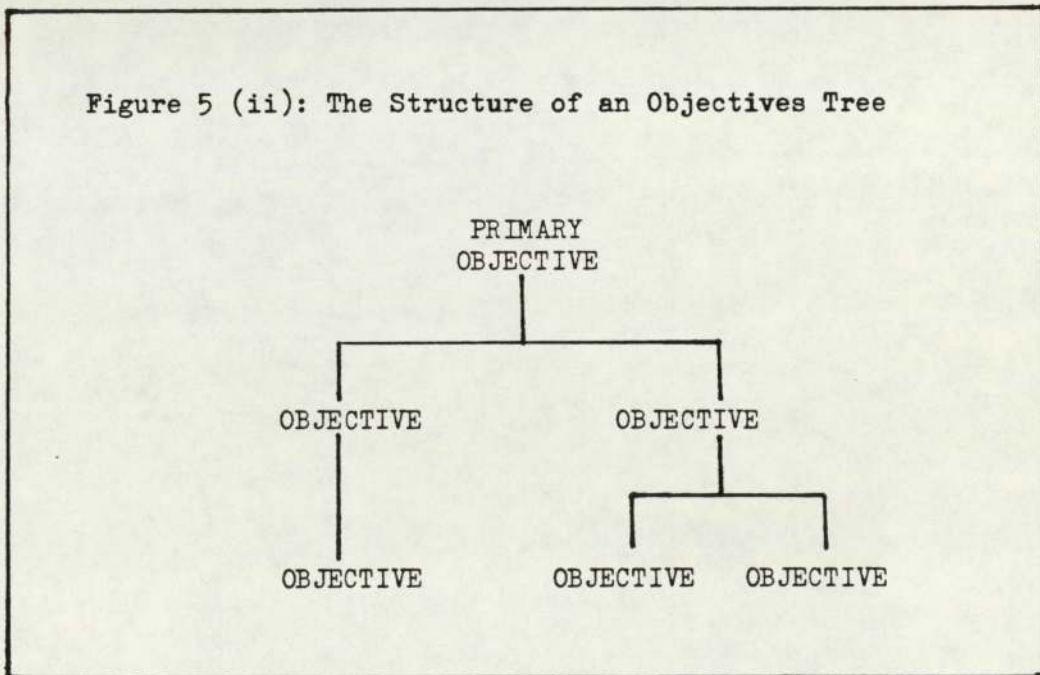 Figure 5 (ii): The Structure of an Objectives Tree
PRIMARY
OBJECTIVE
OBJECTIVE OBJECTIVE
OBJECTIVE OBJECTIVE OBJECTIVE